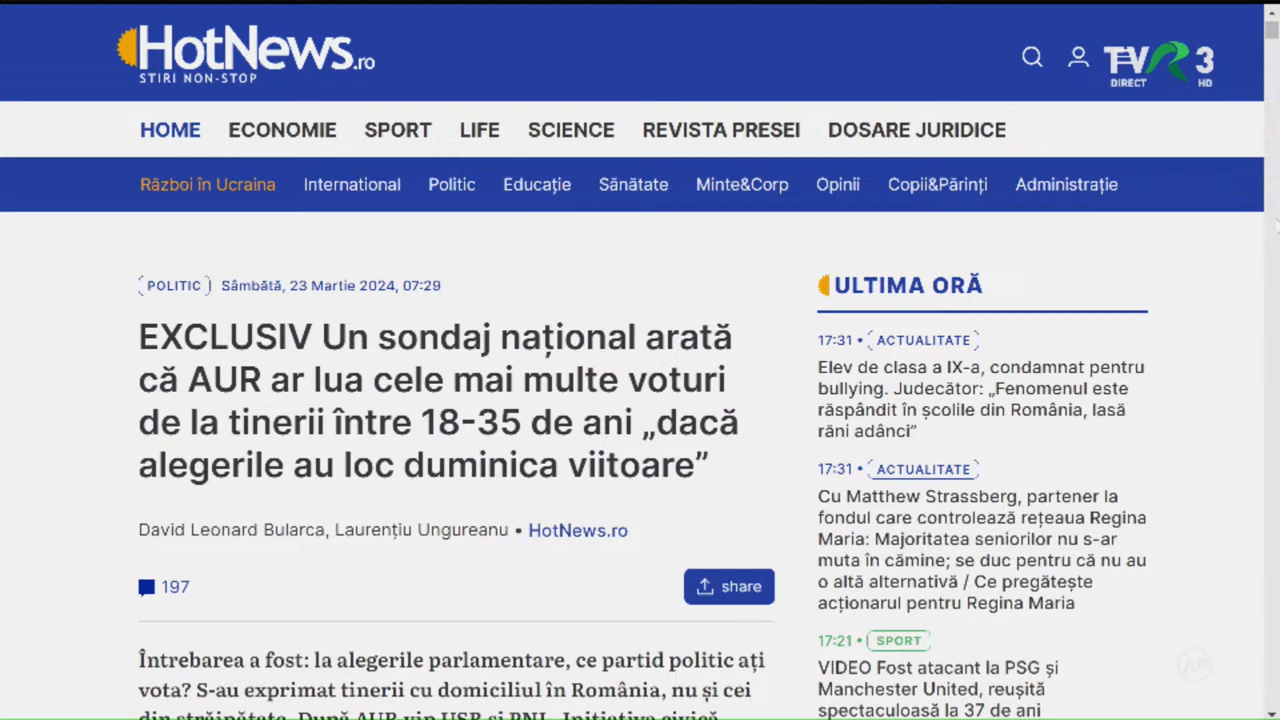 HotNews.ro
STIRI NON-STOP
TVR 3
DIRECT HD
HOME ECONOMIE SPORT LIFE SCIENCE REVISTA PRESEI DOSARE JURIDICE
Război în Ucraina International Politic Educație Sănătate Minte&Corp Opinii Copii&Părinți Administrație
POLITIC Sâmbătă, 23 Martie 2024, 07:29
EXCLUSIV Un sondaj național arată
că AUR ar lua cele mai multe voturi
de la tinerii între 18-35 de ani „dacă
alegerile au loc duminica viitoare”
David Leonard Bularca, Laurențiu Ungureanu • HotNews.ro
197
share
Întrebarea a fost: la alegerile parlamentare, ce partid politic ați
vota? S-au exprimat tinerii cu domiciliul în România, nu și cei
din străinătate. După AUR vin USR și PNL. „Inițiativa civică
ULTIMA ORĂ
17:31 • ACTUALITATE
Elev de clasa a IX-a, condamnat pentru
bullying. Judecător: „Fenomenul este
răspândit în școlile din România, lasă
răni adânci”
17:31 • ACTUALITATE
Cu Matthew Strassberg, partener la
fondul care controlează rețeaua Regina
Maria: Majoritatea seniorilor nu s-ar
muta în cămine; se duc pentru că nu au
o altă alternativă / Ce pregătește
acționarul pentru Regina Maria
17:21 • SPORT
VIDEO Fost atacant la PSG și
Manchester United, reușită
spectaculoasă la 37 de ani
AP